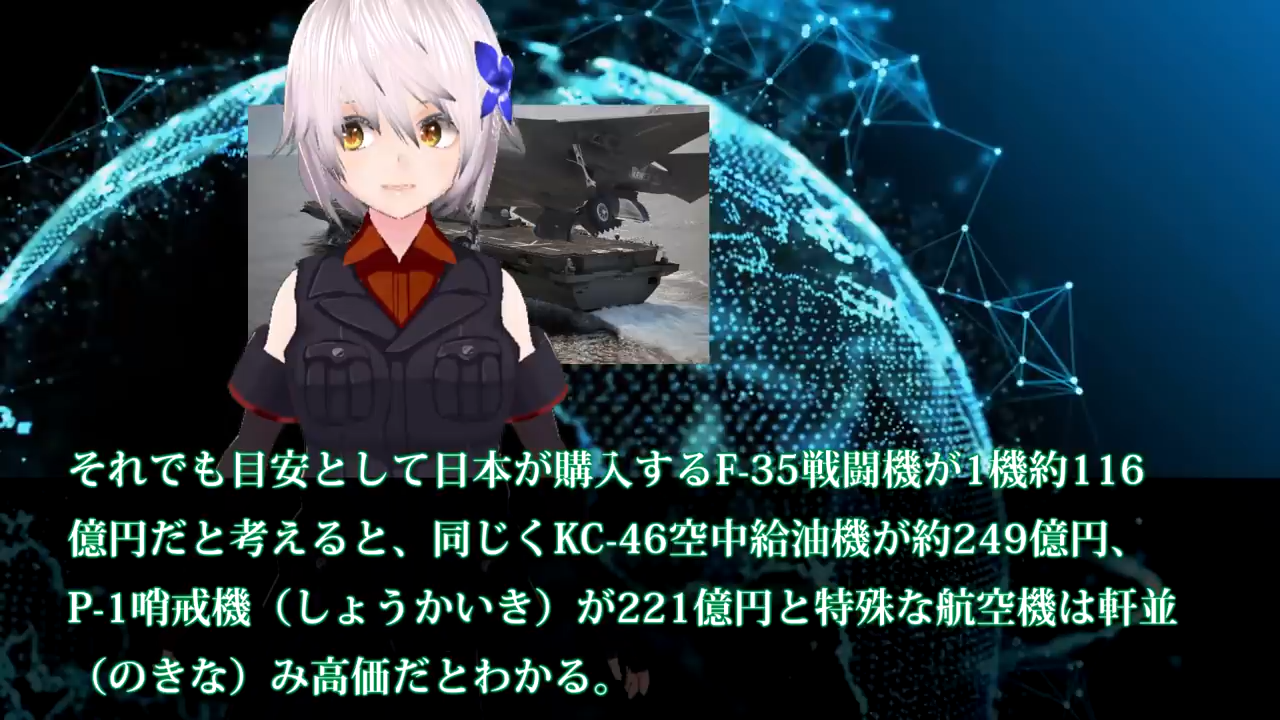 それでも目安として日本が購入するF-35戦闘機が1機約116
億円だと考えると、同じくKC-46空中給油機が約249億円、
P-1哨戒機（しょうかいき）が221億円と特殊な航空機は軒並
（のきな）み高価だとわかる。